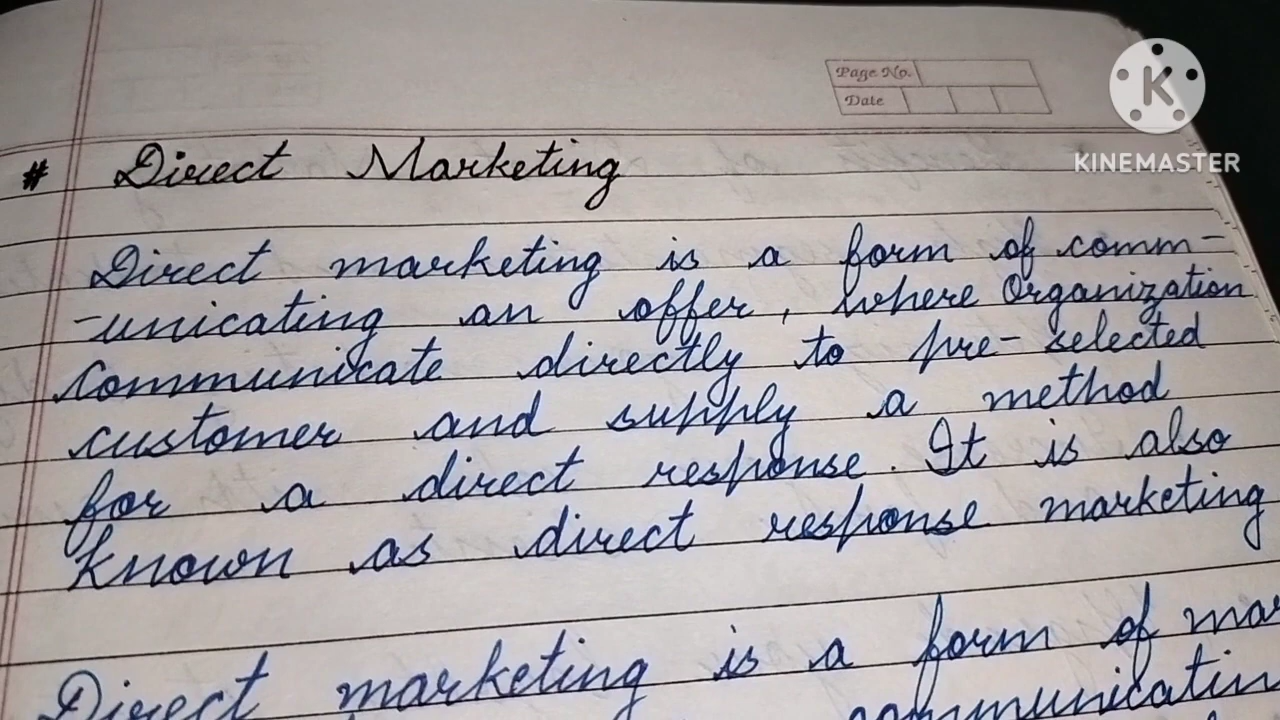 Page No.
Date
K
KINEMASTER
# Direct Marketing
Direct marketing is a form of comm-
-unicating an offer, where Organization
Communicate directly to pre-selected
customer and supply a method
for a direct response. It is also
known as direct response marketing
Direct marketing is a form of